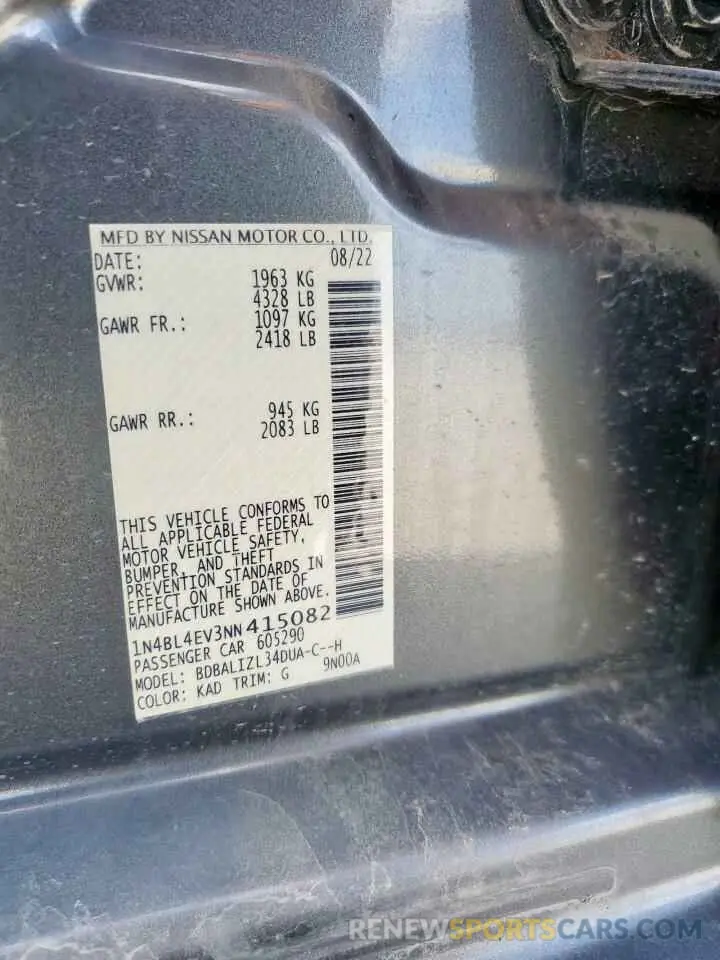 MFD BY NISSAN MOTOR CO., LTD.
DATE: 08/22
GVWR: 1963 KG
4328 LB
GAWR FR.: 1097 KG
2418 LB
GAWR RR.: 945 KG
2083 LB
THIS VEHICLE CONFORMS TO
ALL APPLICABLE FEDERAL
MOTOR VEHICLE SAFETY,
BUMPER, AND THEFT
PREVENTION STANDARDS IN
EFFECT ON THE DATE OF
MANUFACTURE SHOWN ABOVE.
1N4BL4EV3NN415082
PASSENGER CAR 605290
MODEL: BDBALIZL34DUA-C--H
COLOR: KAD TRIM: G 9N00A
RENEWSPORTSCARS.COM